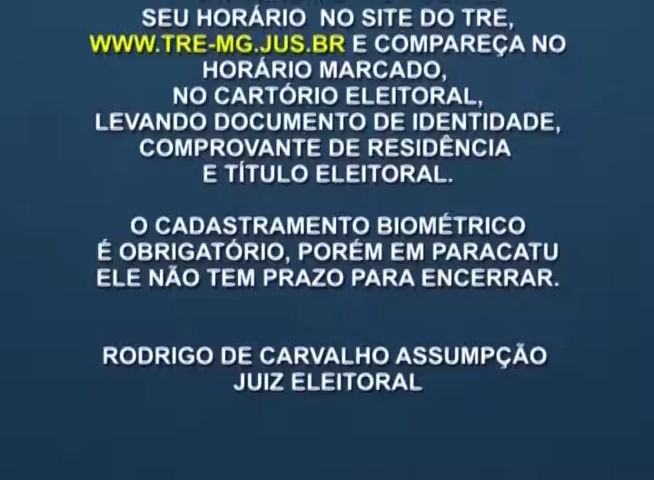 SEU HORÁRIO NO SITE DO TRE,
WWW.TRE-MG.JUS.BR E COMPAREÇA NO
HORÁRIO MARCADO,
NO CARTÓRIO ELEITORAL,
LEVANDO DOCUMENTO DE IDENTIDADE,
COMPROVANTE DE RESIDÊNCIA
E TÍTULO ELEITORAL.
O CADASTRAMENTO BIOMÉTRICO
É OBRIGATÓRIO, PORÉM EM PARACATU
ELE NÃO TEM PRAZO PARA ENCERRAR.
RODRIGO DE CARVALHO ASSUMPÇÃO
JUIZ ELEITORAL